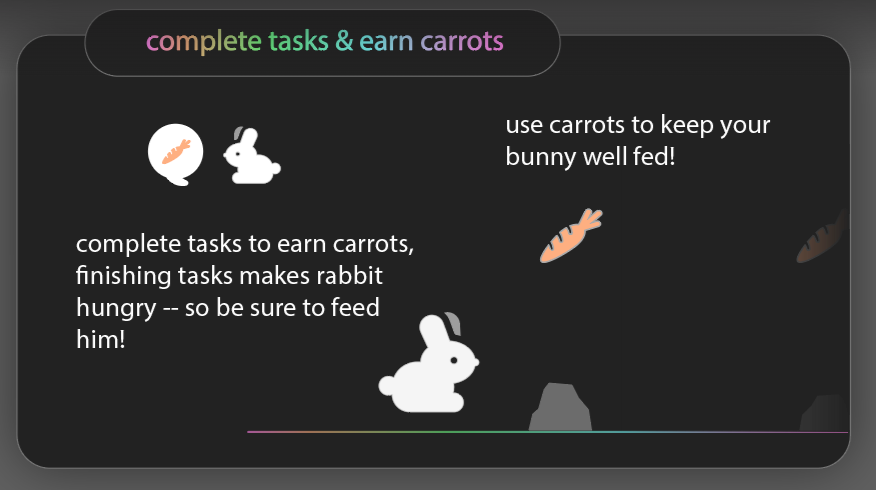 complete tasks & earn carrots
use carrots to keep your
bunny well fed!
complete tasks to earn carrots,
finishing tasks makes rabbit
hungry -- so be sure to feed
him!